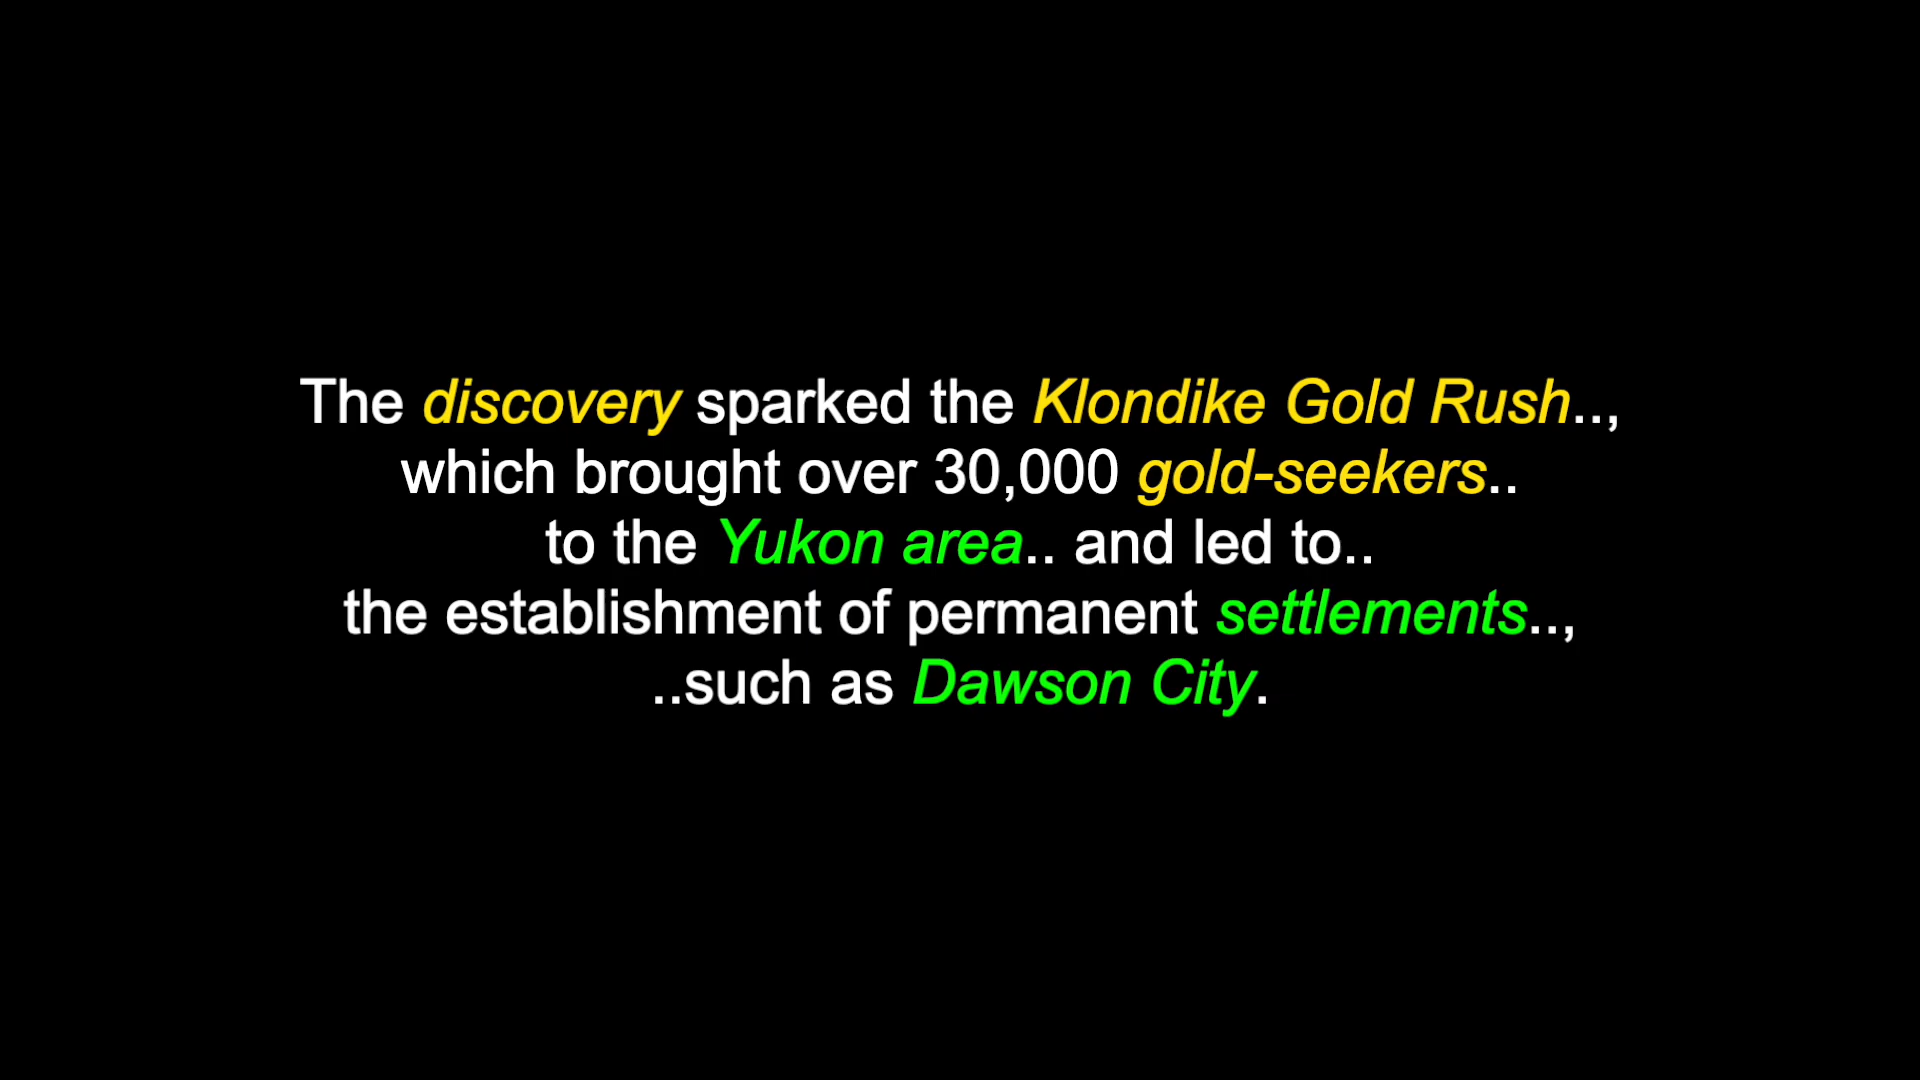 The discovery sparked the Klondike Gold Rush..,
which brought over 30,000 gold-seekers..
to the Yukon area.. and led to..
the establishment of permanent settlements..,
..such as Dawson City.